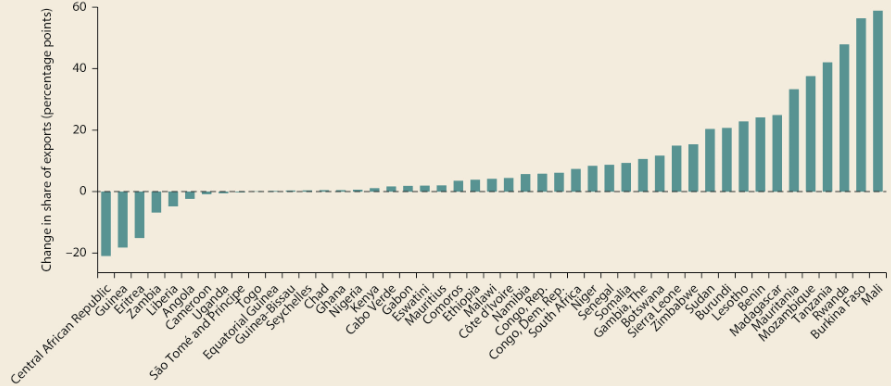 Change in share of exports (percentage points)
60
40
20
0
–20
Central African Republic
Guinea
Eritrea
Zambia
Liberia
Angola
Cameroon
Uganda
São Tomé and Príncipe
Togo
Equatorial Guinea
Guinea-Bissau
Seychelles
Chad
Ghana
Nigeria
Kenya
Cabo Verde
Gabon
Eswatini
Mauritius
Comoros
Ethiopia
Malawi
Côte d'Ivoire
Namibia
Congo, Rep.
Congo, Dem. Rep.
South Africa
Niger
Senegal
Somalia
Gambia, The
Botswana
Sierra Leone
Zimbabwe
Sudan
Burundi
Lesotho
Benin
Madagascar
Mauritania
Mozambique
Tanzania
Rwanda
Burkina Faso
Mali